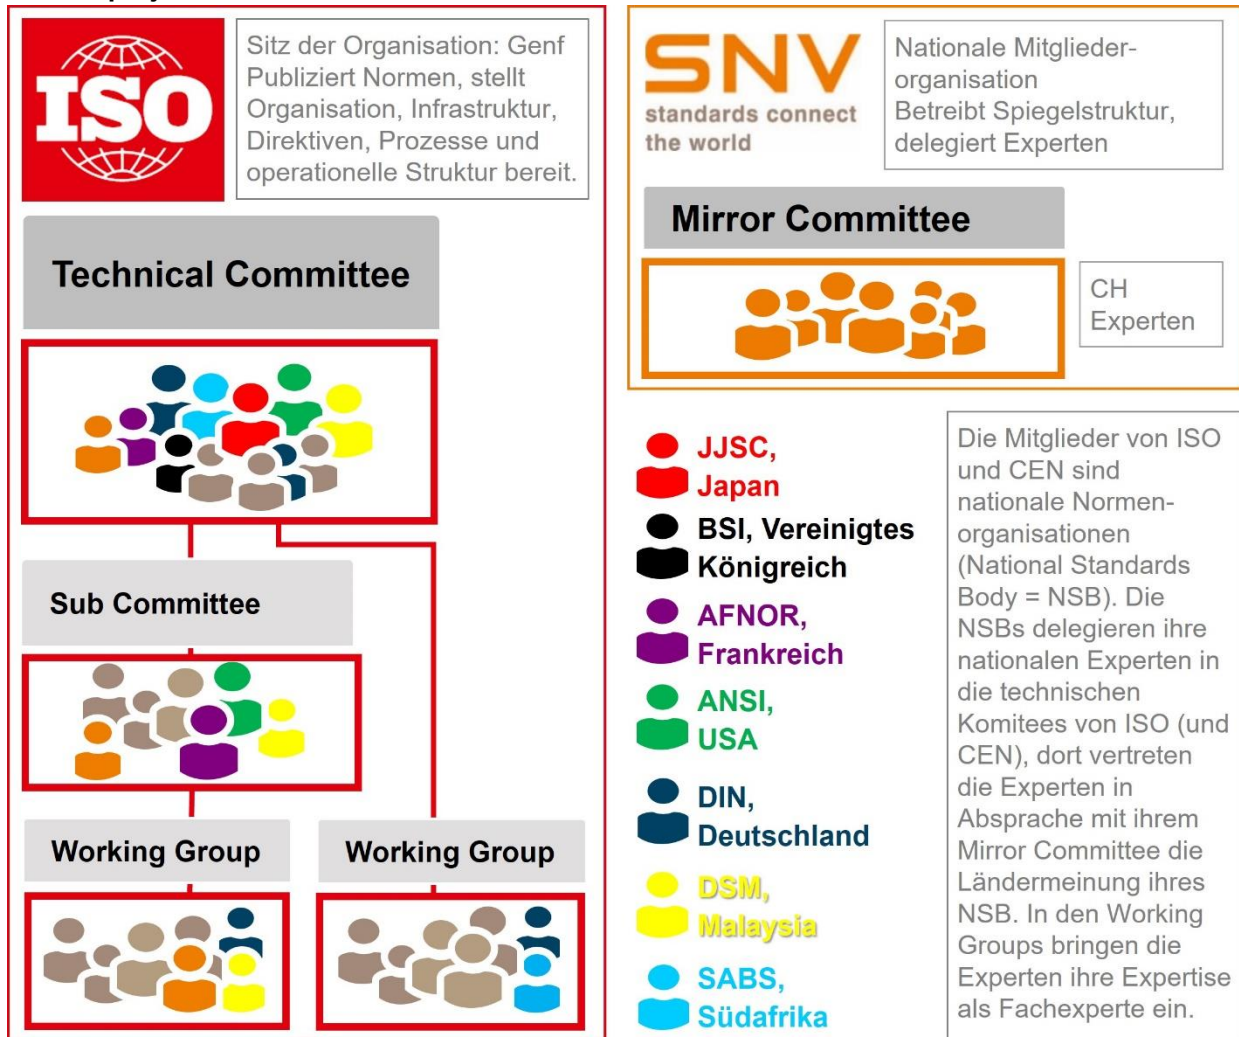 ISO
Sitz der Organisation: Genf
Publiziert Normen, stellt
Organisation, Infrastruktur,
Direktiven, Prozesse und
operationelle Struktur bereit.
Technical Committee
Sub Committee
Working Group
Working Group
SNV
standards connect
the world
Nationale Mitglieder-
organisation
Betreibt Spiegelstruktur,
delegiert Experten
Mirror Committee
CH
Experten
JJSC,
Japan
BSI, Vereinigtes
Königreich
AFNOR,
Frankreich
ANSI,
USA
DIN,
Deutschland
DSM,
Malaysia
SABS,
Südafrika
Die Mitglieder von ISO
und CEN sind
nationale Normen-
organisationen
(National Standards
Body = NSB). Die
NSBs delegieren ihre
nationalen Experten in
die technischen
Komitees von ISO (und
CEN), dort vertreten
die Experten in
Absprache mit ihrem
Mirror Committee die
Ländermeinung ihres
NSB. In den Working
Groups bringen die
Experten ihre Expertise
als Fachexperte ein.